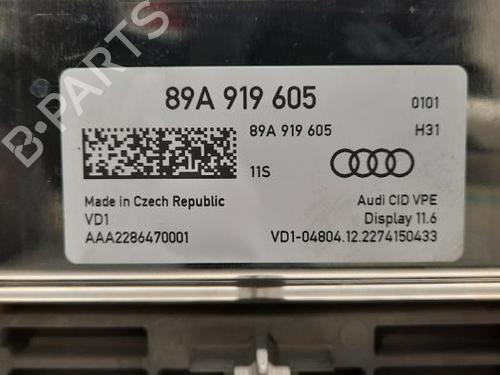 B-PARTS
89A 919 605 0101
89A 919 605 H31
11S
Made in Czech Republic Audi CID VPE
VD1 Display 11.6
AAA2286470001 VD1-04804.12.2274150433